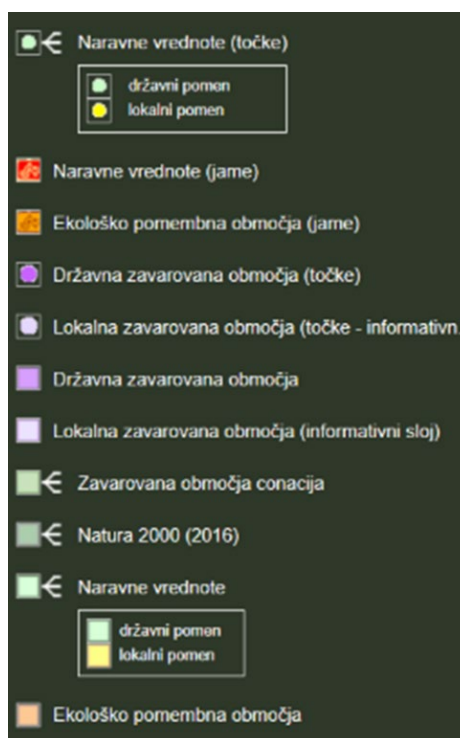 Naravne vrednote (točke)
državni pomen
lokalni pomen
Naravne vrednote (jame)
Ekološko pomembna območja (jame)
Državna zavarovana območja (točke)
Lokalna zavarovana območja (točke - informativn.
Državna zavarovana območja
Lokalna zavarovana območja (informativni sloj)
Zavarovana območja conacija
Natura 2000 (2016)
Naravne vrednote
državni pomen
lokalni pomen
Ekološko pomembna območja